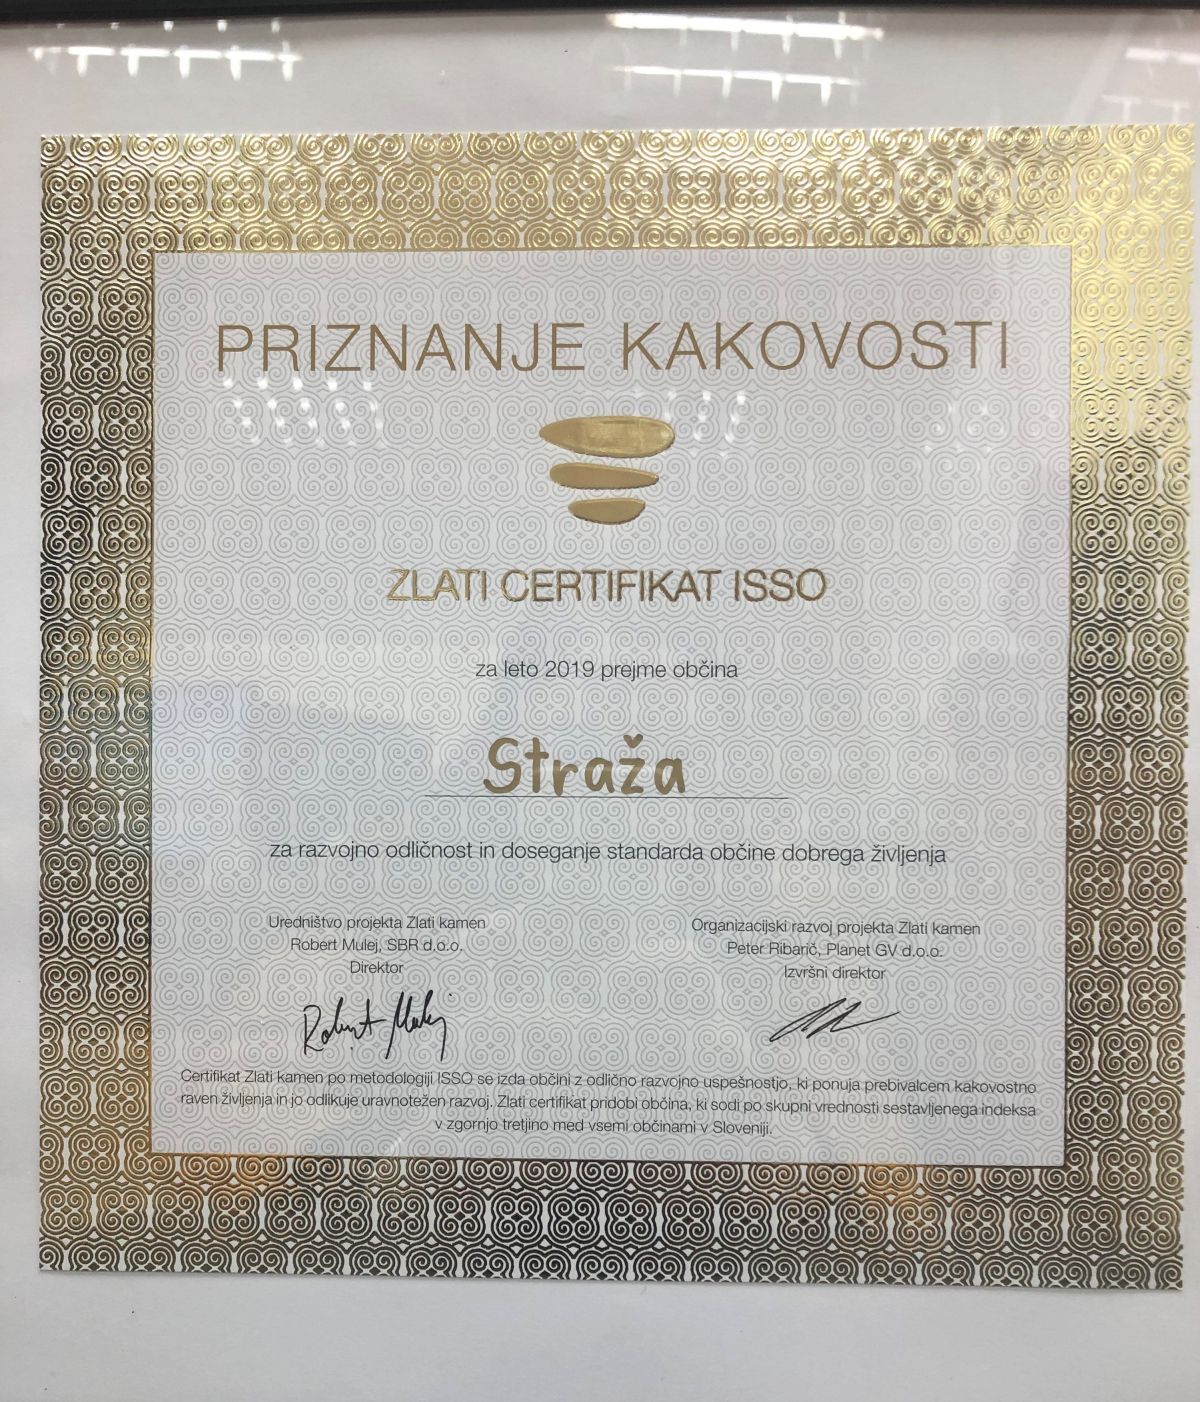 PRIZNANJE KAKOVOSTI
ZLATI CERTIFIKAT ISSO
za leto 2019 prejme občina
Straža
za razvojno odličnost in doseganje standarda občine dobrega življenja
Uredništvo projekta Zlati kamen
Robert Mulej, SBR d.o.o.
Direktor
Organizacijski razvoj projekta Zlati kamen
Peter Ribarič, Planet GV d.o.o.
Izvršni direktor
Robert Mulej
Certifikat Zlati kamen po metodologiji ISSO se izda občini z odlično razvojno uspešnostjo, ki ponuja prebivalcem kakovostno
raven življenja in jo odlikuje uravnotežen razvoj. Zlati certifikat pridobi občina, ki sodi po skupni vrednosti sestavljenega indeksa
v zgornjo tretjino med vsemi občinami v Sloveniji.